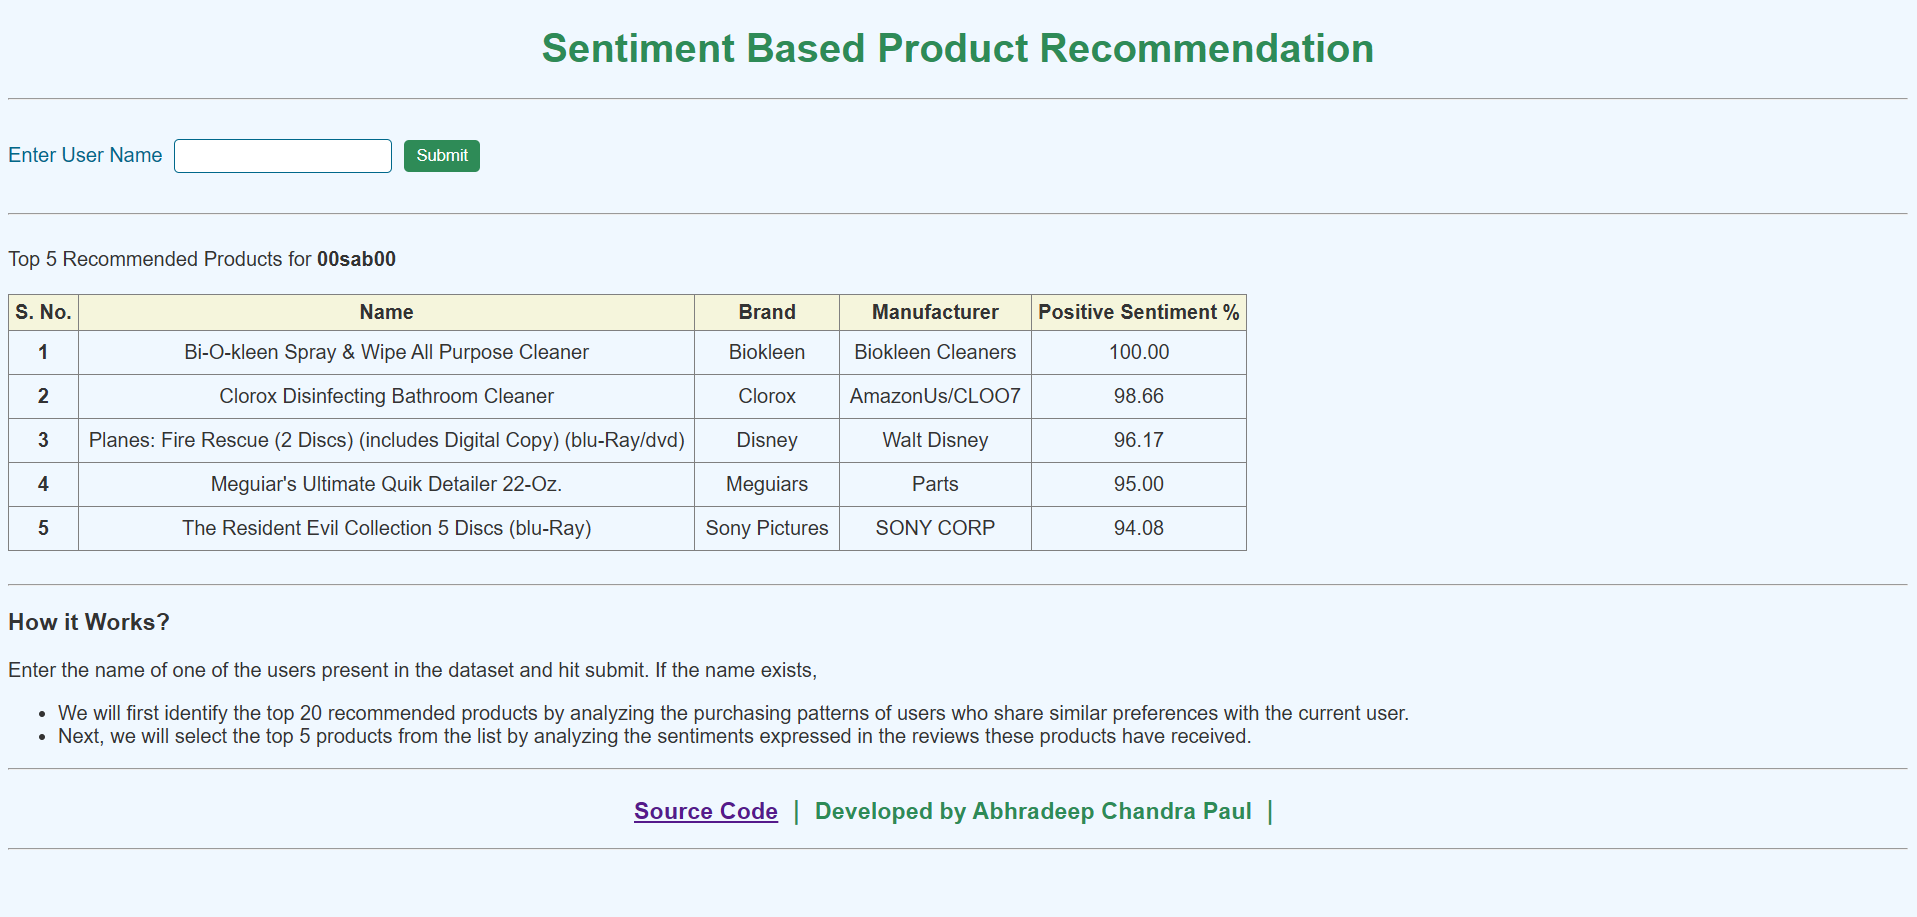 Sentiment Based Product Recommendation
Enter User Name Submit
Top 5 Recommended Products for 00sab00
S. No. Name Brand Manufacturer Positive Sentiment %
1 Bi-O-kleen Spray & Wipe All Purpose Cleaner Biokleen Biokleen Cleaners 100.00
2 Clorox Disinfecting Bathroom Cleaner Clorox AmazonUs/CLOO7 98.66
3 Planes: Fire Rescue (2 Discs) (includes Digital Copy) (blu-Ray/dvd) Disney Walt Disney 96.17
4 Meguiar's Ultimate Quik Detailer 22-Oz. Meguiars Parts 95.00
5 The Resident Evil Collection 5 Discs (blu-Ray) Sony Pictures SONY CORP 94.08
How it Works?
Enter the name of one of the users present in the dataset and hit submit. If the name exists,
• We will first identify the top 20 recommended products by analyzing the purchasing patterns of users who share similar preferences with the current user.
• Next, we will select the top 5 products from the list by analyzing the sentiments expressed in the reviews these products have received.
Source Code | Developed by Abhradeep Chandra Paul |